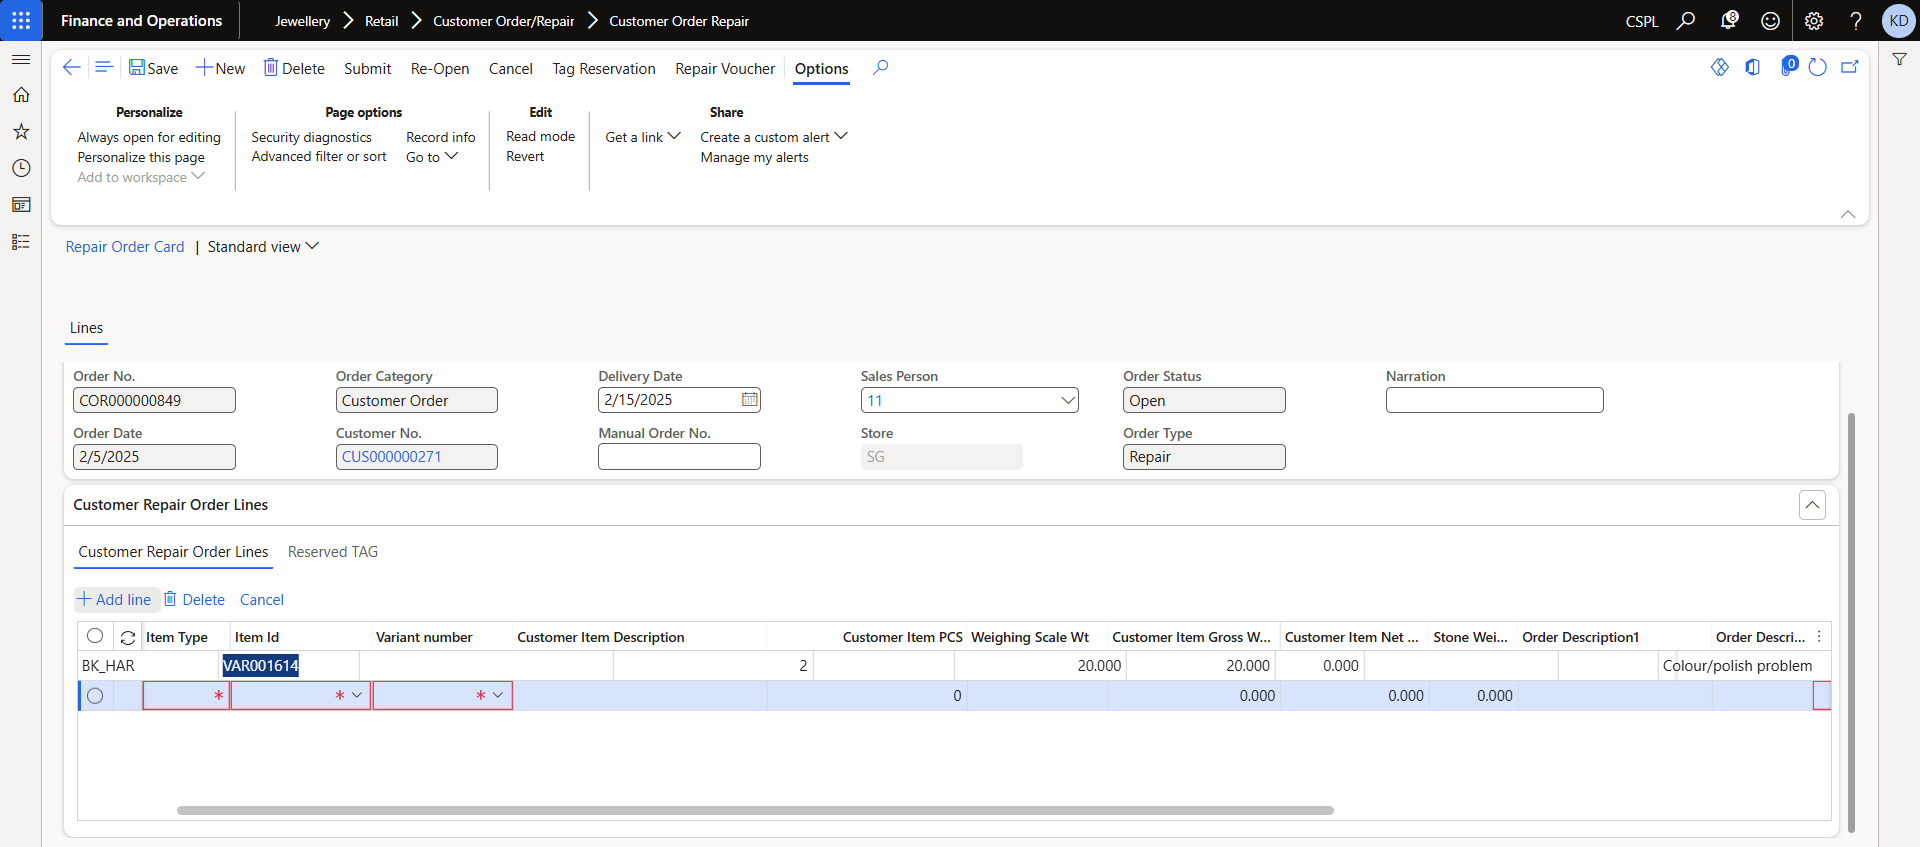 Finance and Operations
Jewellery > Retail > Customer Order/Repair > Customer Order Repair
CSPL
8
KD
Save
New
Delete
Submit
Re-Open
Cancel
Tag Reservation
Repair Voucher
Options
0
Personalize
Always open for editing
Personalize this page
Add to workspace
Page options
Security diagnostics
Advanced filter or sort
Record info
Go to
Edit
Read mode
Revert
Get a link
Share
Create a custom alert
Manage my alerts
Repair Order Card | Standard view
Lines
Order No. Order Category Delivery Date Sales Person Order Status Narration
COR000000849 Customer Order 2/15/2025 11 Open
Order Date Customer No. Manual Order No. Store Order Type
2/5/2025 CUS000000271 SG Repair
Customer Repair Order Lines
Customer Repair Order Lines Reserved TAG
Add line Delete Cancel
Item Type Item Id Variant number Customer Item Description Customer Item PCS Weighing Scale Wt Customer Item Gross W... Customer Item Net ... Stone Wei... Order Description1 Order Descri...
BK_HAR VAR001614 2 20.000 20.000 0.000 Colour/polish problem
* * * 0 0.000 0.000 0.000